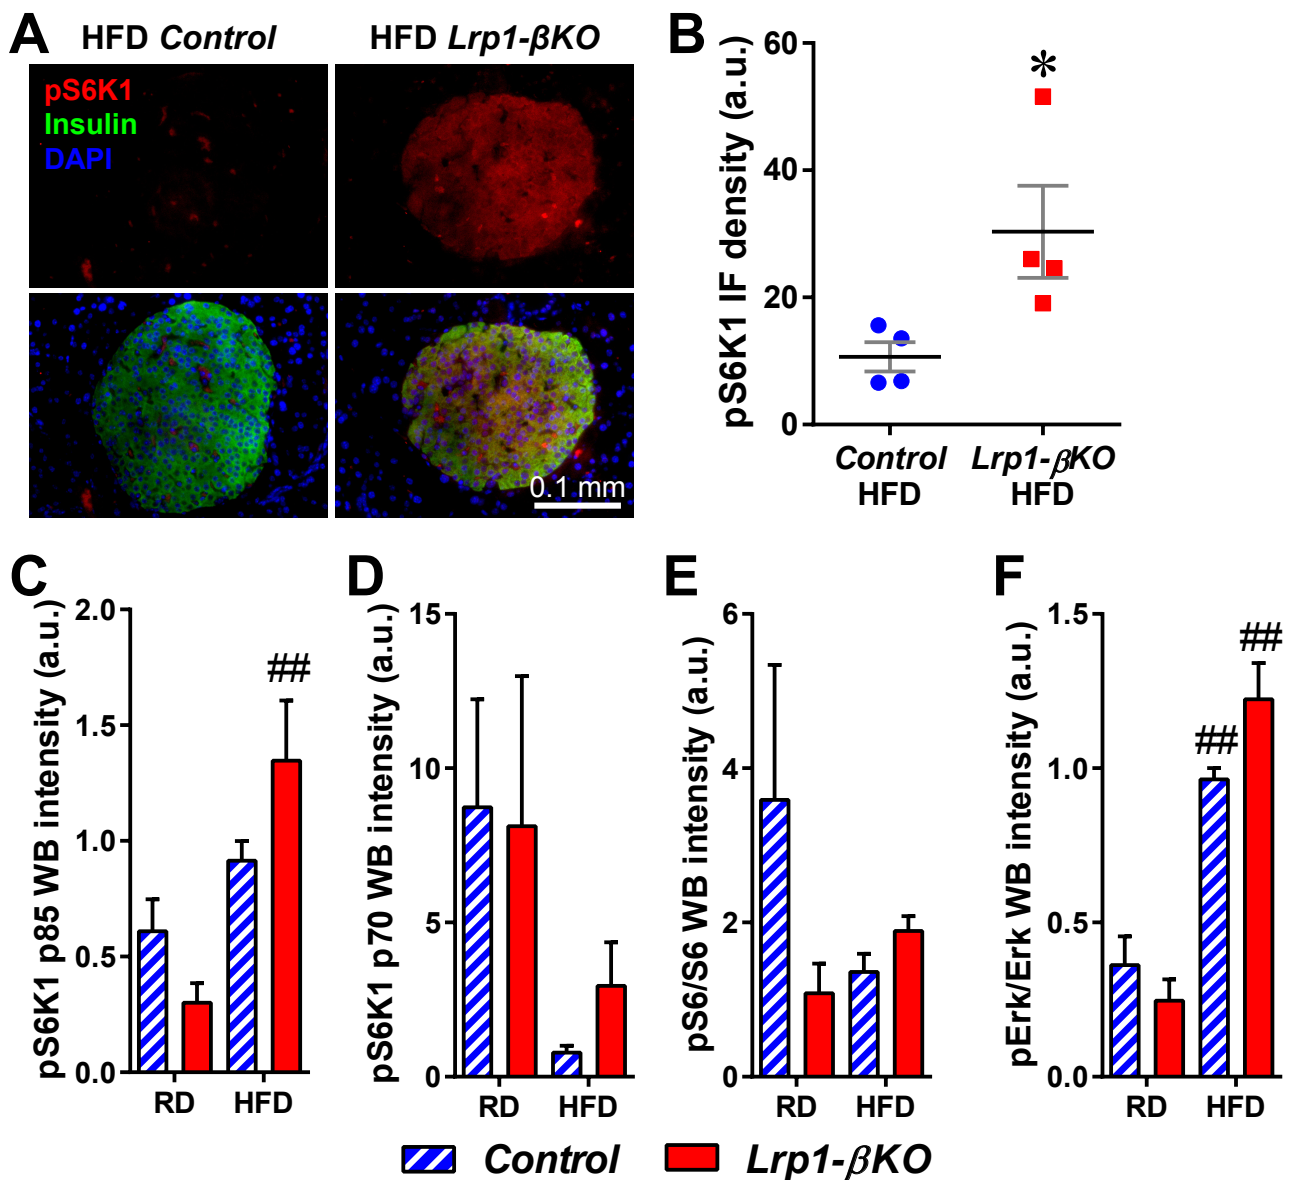 A
HFD Control
HFD Lrp1-βKO
pS6K1
Insulin
DAPI
0.1 mm
B
pS6K1 IF density (a.u.)
60
40
20
0
*
Control
HFD
Lrp1-βKO
HFD
C
pS6K1 p85 WB intensity (a.u.)
2.0
1.5
1.0
0.5
0.0
##
RD
HFD
D
pS6K1 p70 WB intensity (a.u.)
15
10
5
0
RD
HFD
E
pS6/S6 WB intensity (a.u.)
6
4
2
0
RD
HFD
F
pErk/Erk WB intensity (a.u.)
1.5
1.0
0.5
0.0
##
##
RD
HFD
Control
Lrp1-βKO